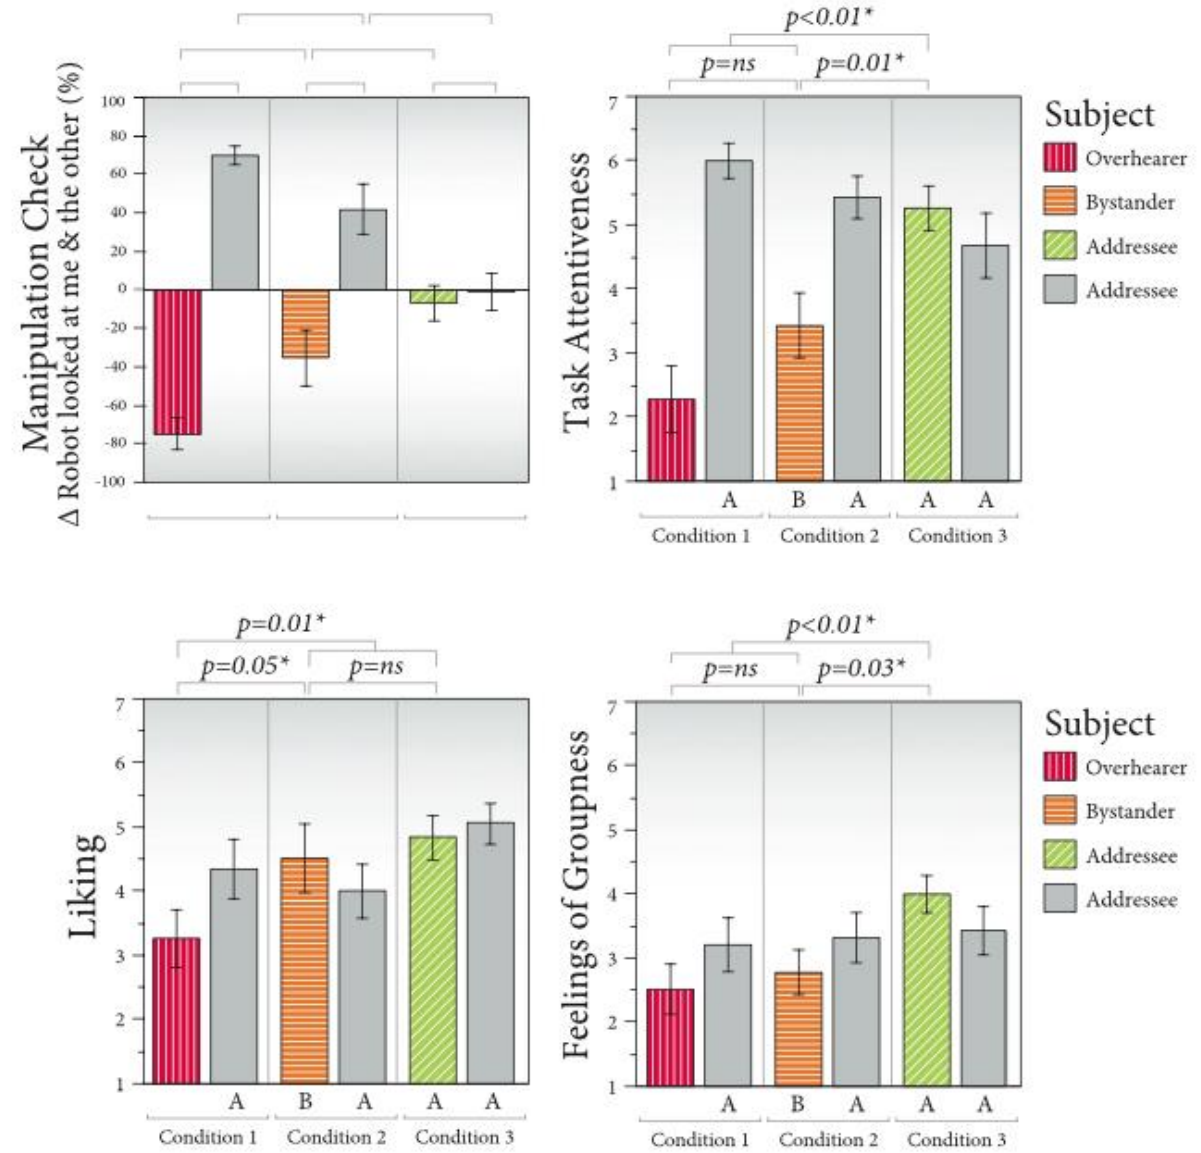 Manipulation Check
Δ Robot looked at me & the other (%)
100
80
60
40
20
0
-20
-40
-60
-80
-100
p<0.01*
p=ns
p=0.01*
Task Attentiveness
7
6
5
4
3
2
1
A
B
A
A
A
Condition 1
Condition 2
Condition 3
Subject
Overhearer
Bystander
Addressee
Addressee
p=0.01*
p=0.05*
p=ns
Liking
7
6
5
4
3
2
1
A
B
A
A
A
Condition 1
Condition 2
Condition 3
p<0.01*
p=ns
p=0.03*
Feelings of Groupness
7
6
5
4
3
2
1
A
B
A
A
A
Condition 1
Condition 2
Condition 3
Subject
Overhearer
Bystander
Addressee
Addressee